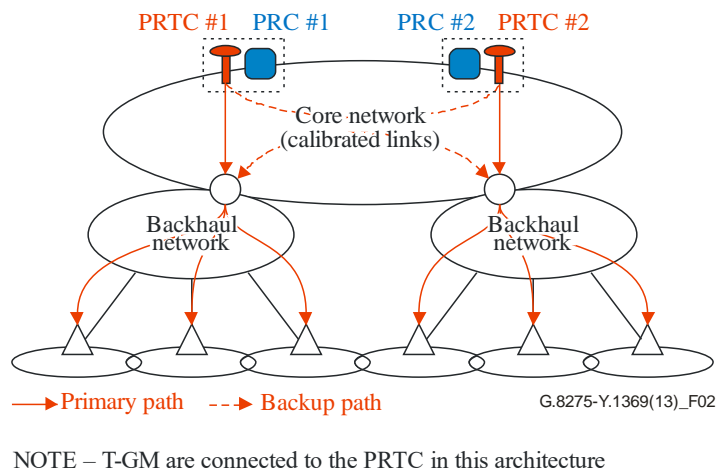 PRTC #1 PRC #1 PRC #2 PRTC #2
Core network
(calibrated links)
Backhaul
network
Backhaul
network
Primary path Backup path G.8275-Y.1369(13)_F02
NOTE – T-GM are connected to the PRTC in this architecture